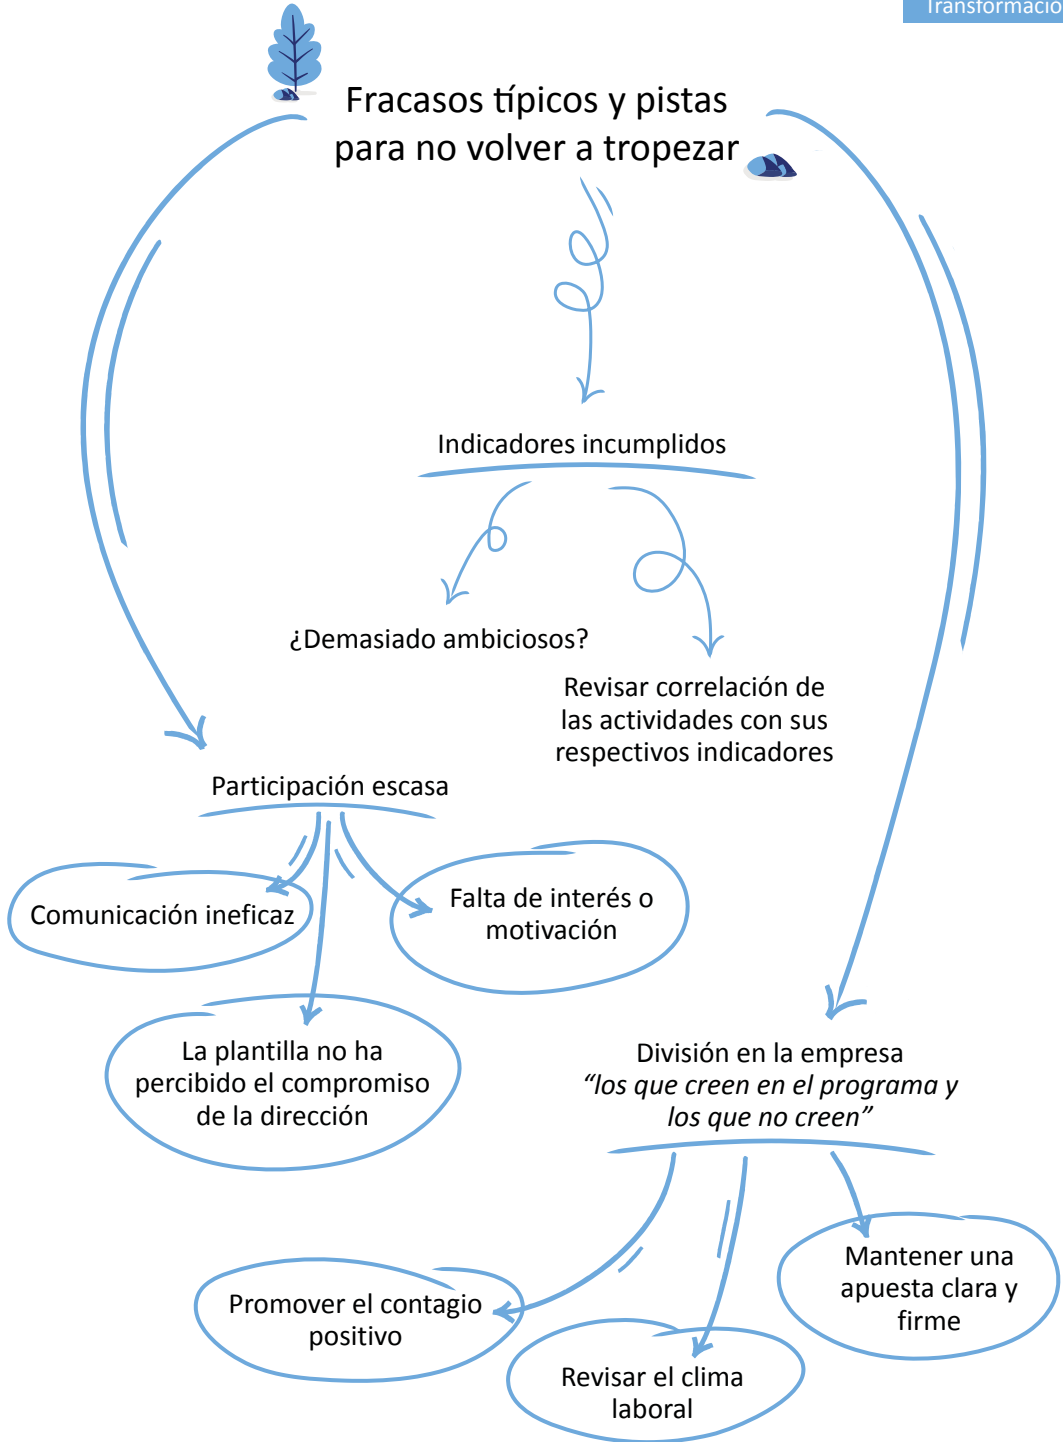 Fracasos típicos y pistas
para no volver a tropezar
Indicadores incumplidos
¿Demasiado ambiciosos?
Revisar correlación de
las actividades con sus
respectivos indicadores
Participación escasa
Comunicación ineficaz
Falta de interés o
motivación
La plantilla no ha
percibido el compromiso
de la dirección
División en la empresa
“los que creen en el programa y
los que no creen”
Mantener una
apuesta clara y
firme
Promover el contagio
positivo
Revisar el clima
laboral